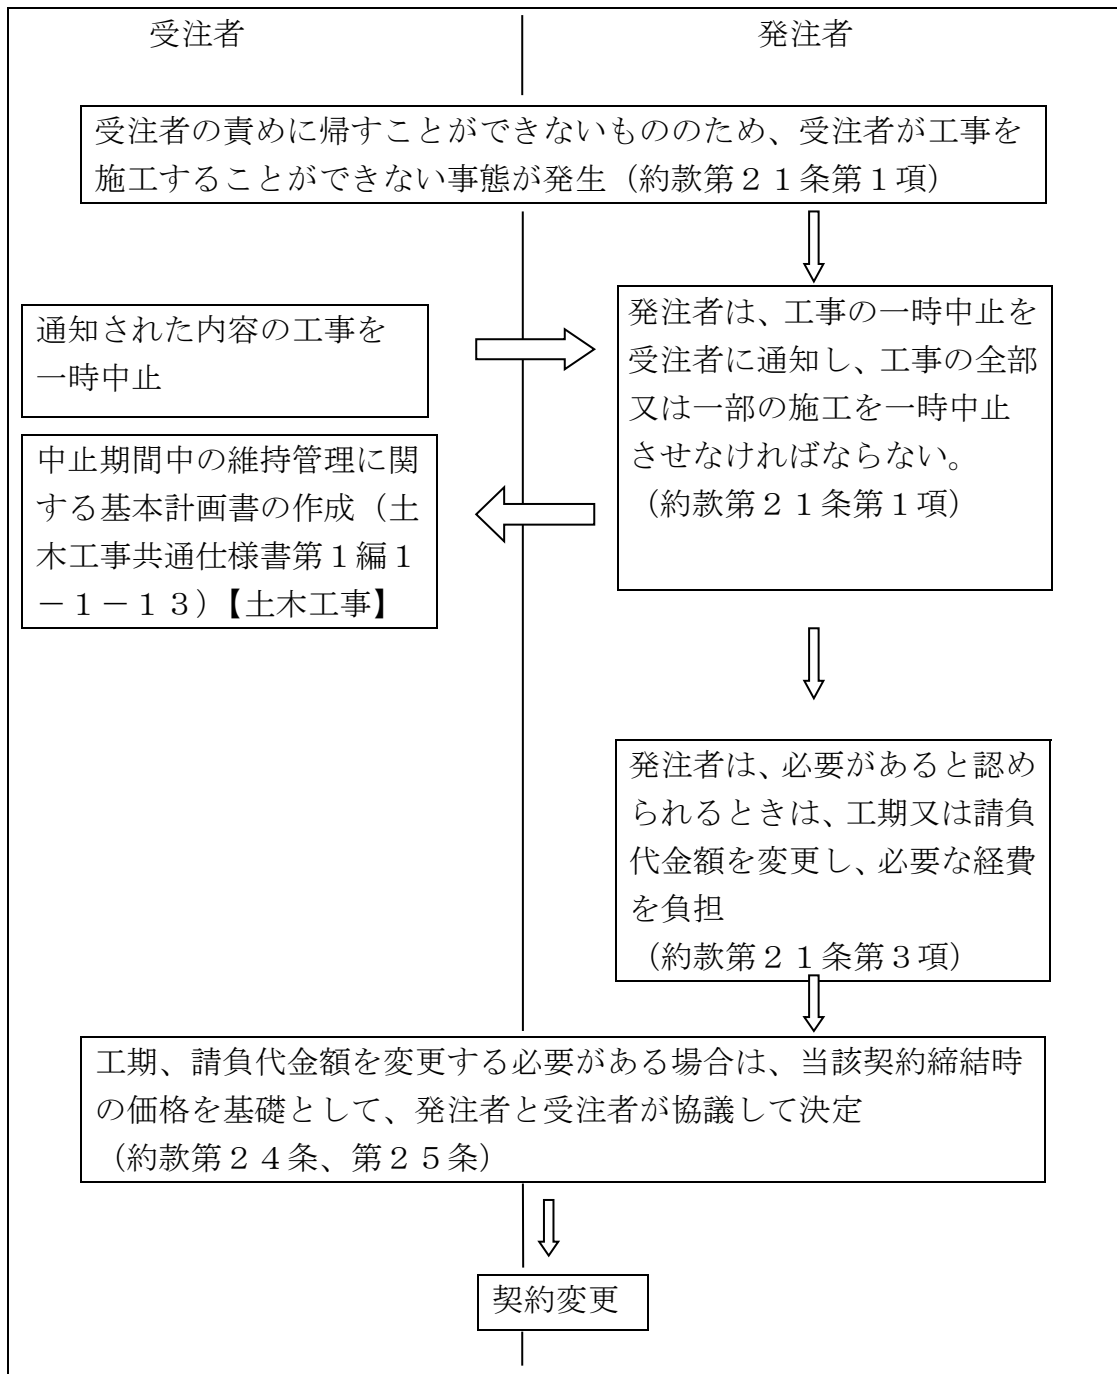 受注者
発注者
受注者の責めに帰すことができないもののため、受注者が工事を
施工することができない事態が発生（約款第２１条第１項）
通知された内容の工事を
一時中止
発注者は、工事の一時中止を
受注者に通知し、工事の全部
又は一部の施工を一時中止
させなければならない。
（約款第２１条第１項）
中止期間中の維持管理に関
する基本計画書の作成（土
木工事共通仕様書第１編１
－１－１３）【土木工事】
発注者は、必要があると認め
られるときは、工期又は請負
代金額を変更し、必要な経費
を負担
（約款第２１条第３項）
工期、請負代金額を変更する必要がある場合は、当該契約締結時
の価格を基礎として、発注者と受注者が協議して決定
（約款第２４条、第２５条）
契約変更